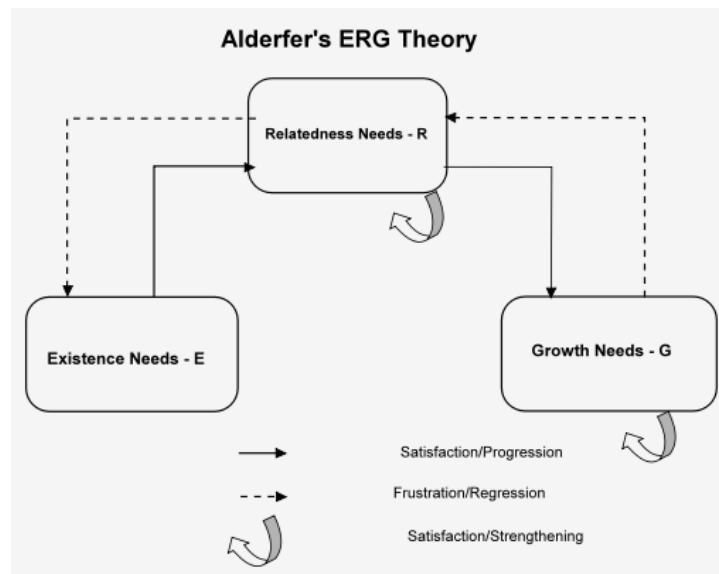 Alderfer's ERG Theory
Relatedness Needs - R
Existence Needs - E
Growth Needs - G
Satisfaction/Progression
Frustration/Regression
Satisfaction/Strengthening